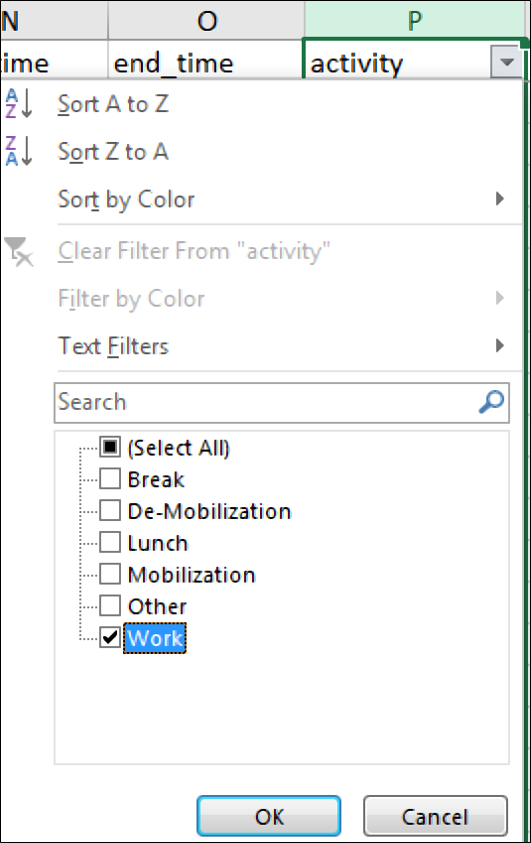 N O P
time end_time activity
Sort A to Z
Sort Z to A
Sort by Color
Clear Filter From "activity"
Filter by Color
Text Filters
Search
(Select All)
Break
De-Mobilization
Lunch
Mobilization
Other
Work
OK Cancel